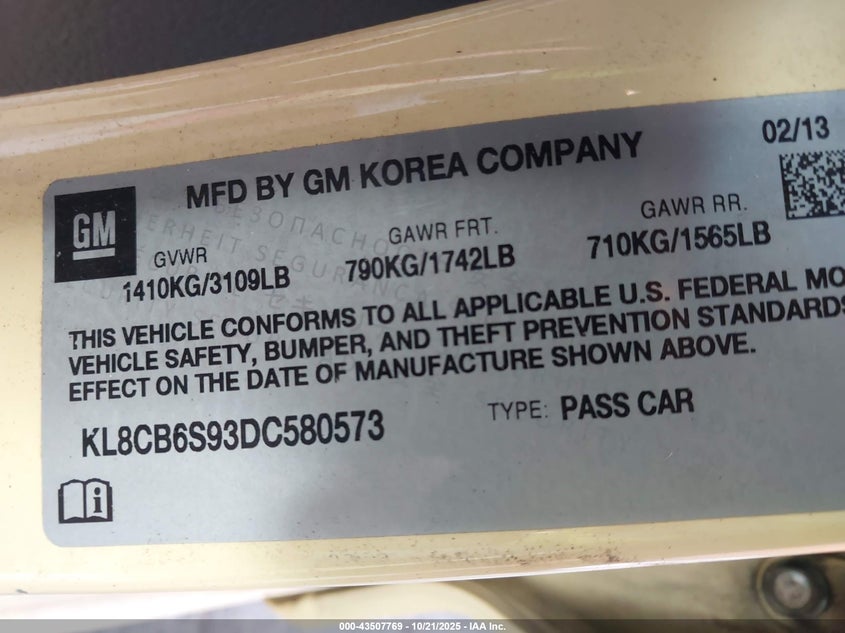 MFD BY GM KOREA COMPANY
02/13
GM
GVWR
1410KG/3109LB
GAWR FRT.
790KG/1742LB
GAWR RR.
710KG/1565LB
THIS VEHICLE CONFORMS TO ALL APPLICABLE U.S. FEDERAL MO
VEHICLE SAFETY, BUMPER, AND THEFT PREVENTION STANDARDS
EFFECT ON THE DATE OF MANUFACTURE SHOWN ABOVE.
KL8CB6S93DC580573
TYPE: PASS CAR
000-43507769 - 10/21/2025 - IAA Inc.